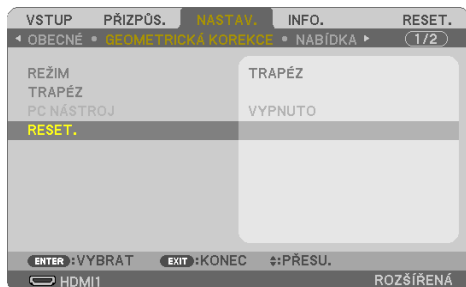 VSTUP PŘIZPŮS. NASTAV. INFO. RESET.
◄ OBECNÉ • GEOMETRICKÁ KOREKCE • NABÍDKA ► 1/2
REŽIM TRAPÉZ
TRAPÉZ
PC NÁSTROJ VYPNUTO
RESET.
ENTER :VYBRAT EXIT :KONEC ⬍:PŘESU.
HDMI1 ROZŠÍŘENÁ